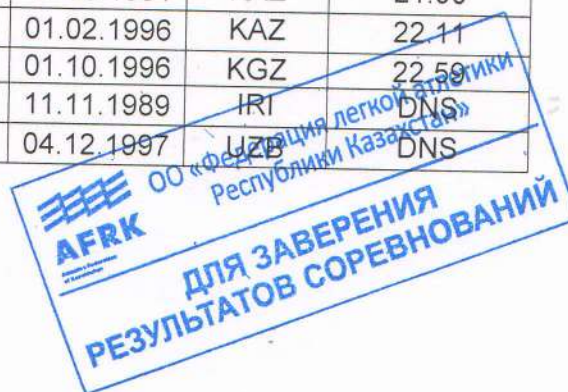 01.02.1996 KAZ 22.11
01.10.1996 KGZ 22.59
11.11.1989 IRI DNS
04.12.1997 UZB DNS
ОО «Федерация легкой атлетики
Республики Казахстан»
AFRK
ДЛЯ ЗАВЕРЕНИЯ
РЕЗУЛЬТАТОВ СОРЕВНОВАНИЙ